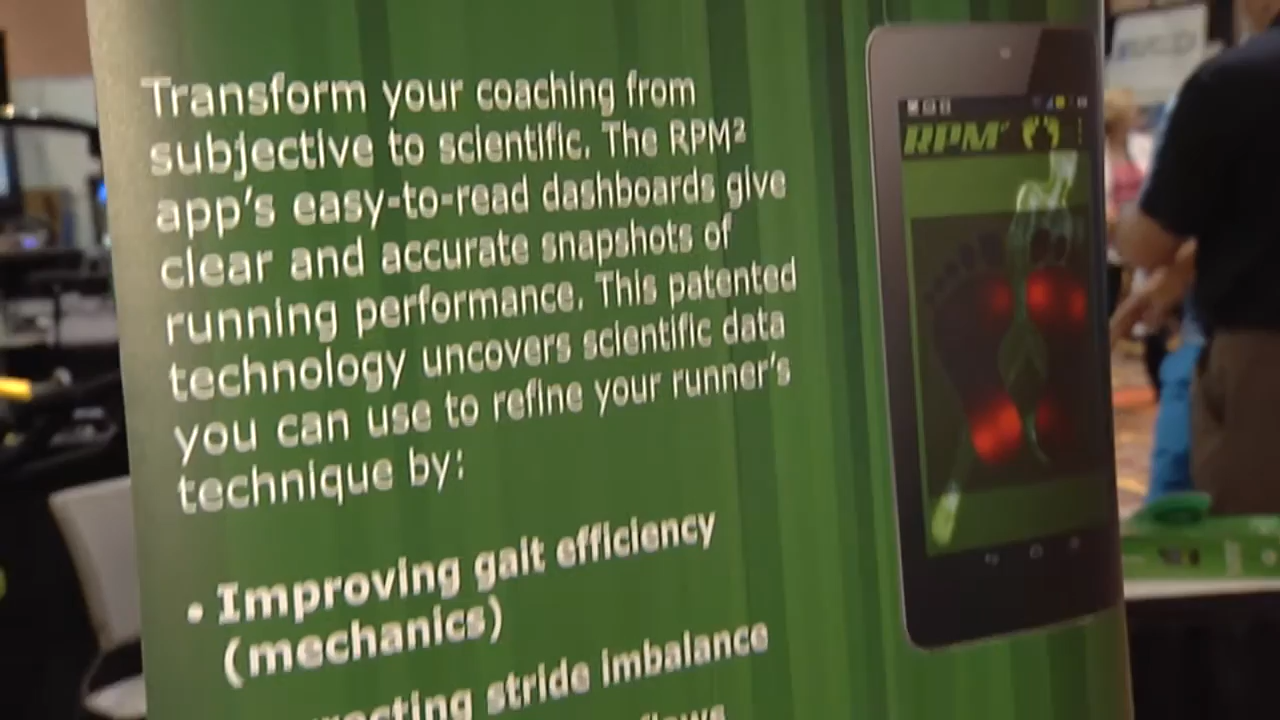 Transform your coaching from
subjective to scientific. The RPM²
app's easy-to-read dashboards give
clear and accurate snapshots of
running performance. This patented
technology uncovers scientific data
you can use to refine your runner's
technique by:
• Improving gait efficiency
(mechanics)
stride imbalance
flaws
RPM²